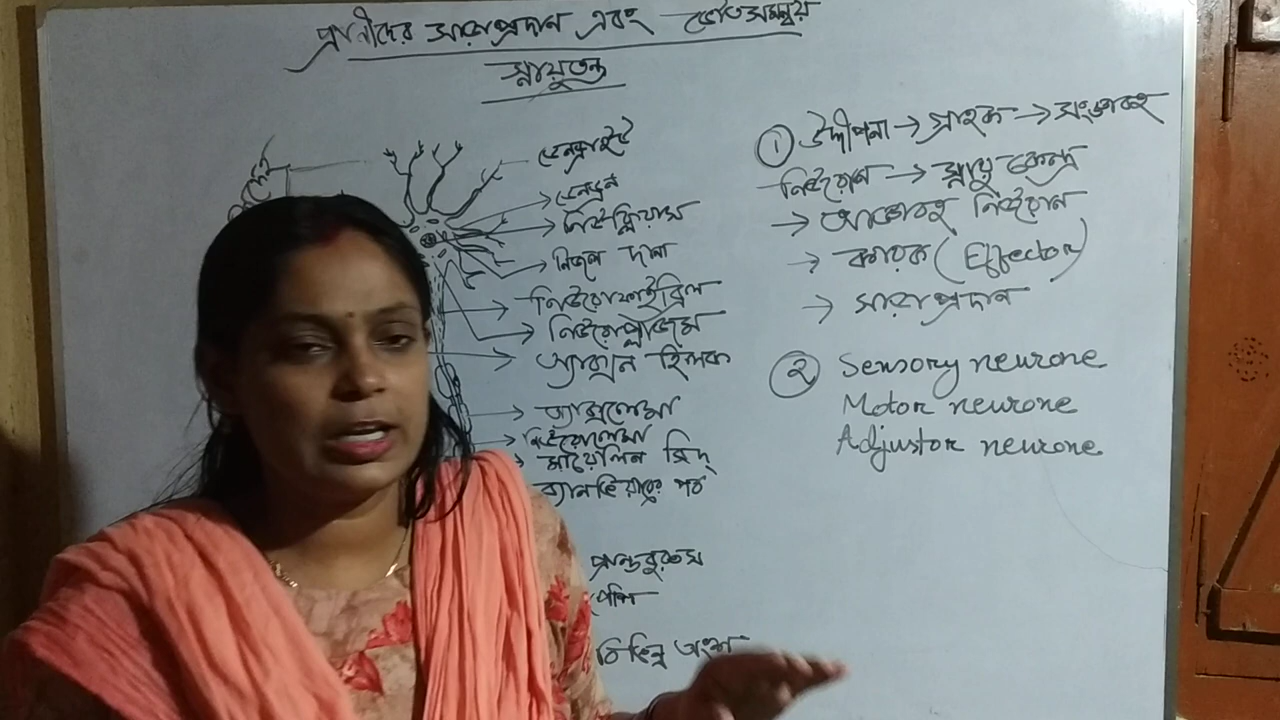 প্রাণীদের সারাপ্রদান এবং ভৌতসমন্বয়
স্নায়ুতন্ত্র
ডেনড্রাইট
ডেনড্রন
নিউক্লিয়াস
নিজল দানা
নিউরোফাইব্রিল
নিউরোপ্লাজম
অ্যাক্সন হিলক
অ্যাক্সলেমা
নিউরোলেমা
মায়েলিন সিদ্
র‍্যানভিয়ারের পর্ব
প্রান্তবুরুস
পেশি
বিভিন্ন অংশ
① উদ্দীপনা → গ্রাহক → সংজ্ঞাবহ
নিউরোন → স্নায়ু কেন্দ্র
→ আজ্ঞাবহ নিউরোন
→ কারক (Effector)
→ সারাপ্রদান
② Sensory neurone
Motor neurone
Adjustor neurone